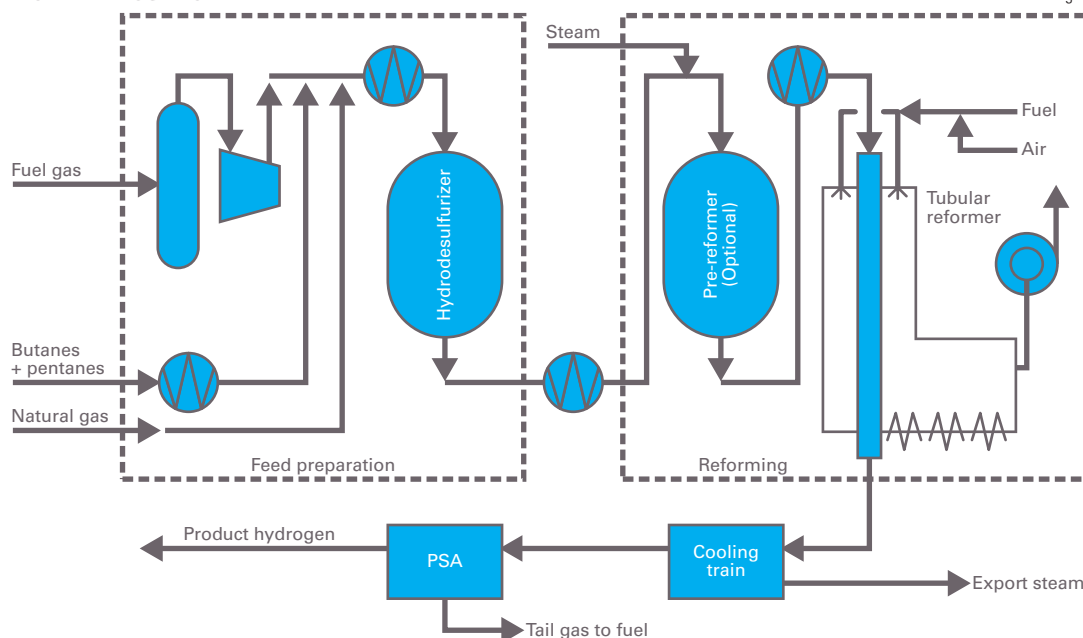 Steam
Fuel
Air
Fuel gas
Hydrodesulfurizer
Pre-reformer
(Optional)
Tubular
reformer
Butanes
+ pentanes
Natural gas
Feed preparation
Reforming
Product hydrogen
PSA
Cooling
train
Export steam
Tail gas to fuel